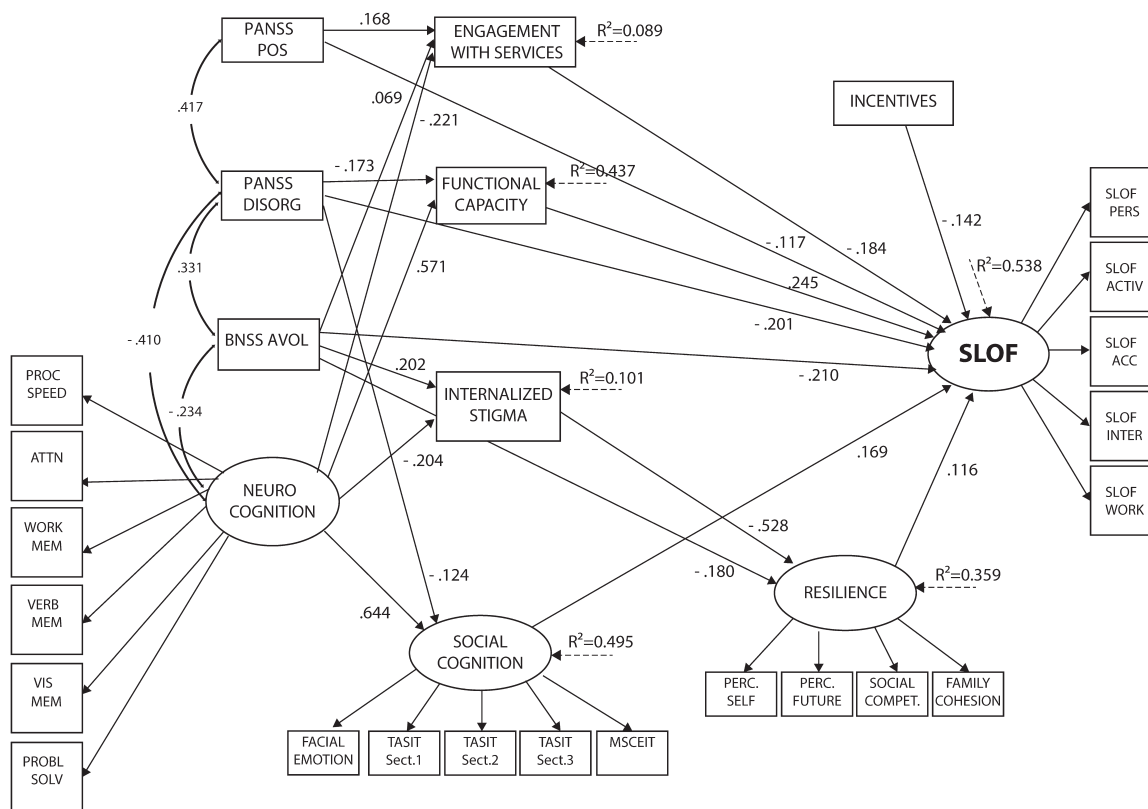 PANSS
POS
.168
ENGAGEMENT
WITH SERVICES
R²=0.089
INCENTIVES
.417
.069
- .221
- .173
PANSS
DISORG
FUNCTIONAL
CAPACITY
R²=0.437
SLOF
PERS
- .142
- .117
- .184
.331
.571
.245
R²=0.538
SLOF
ACTIV
- .201
BNSS AVOL
- .410
.202
SLOF
SLOF
ACC
- .210
INTERNALIZED
STIGMA
R²=0.101
PROC
SPEED
- .234
- .204
.169
.116
SLOF
INTER
ATTN
NEURO
COGNITION
SLOF
WORK
WORK
MEM
- .528
- .180
- .124
.644
RESILIENCE
R²=0.359
VERB
MEM
SOCIAL
COGNITION
R²=0.495
VIS
MEM
PERC.
SELF
PERC.
FUTURE
SOCIAL
COMPET.
FAMILY
COHESION
FACIAL
EMOTION
TASIT
Sect.1
TASIT
Sect.2
TASIT
Sect.3
MSCEIT
PROBL
SOLV